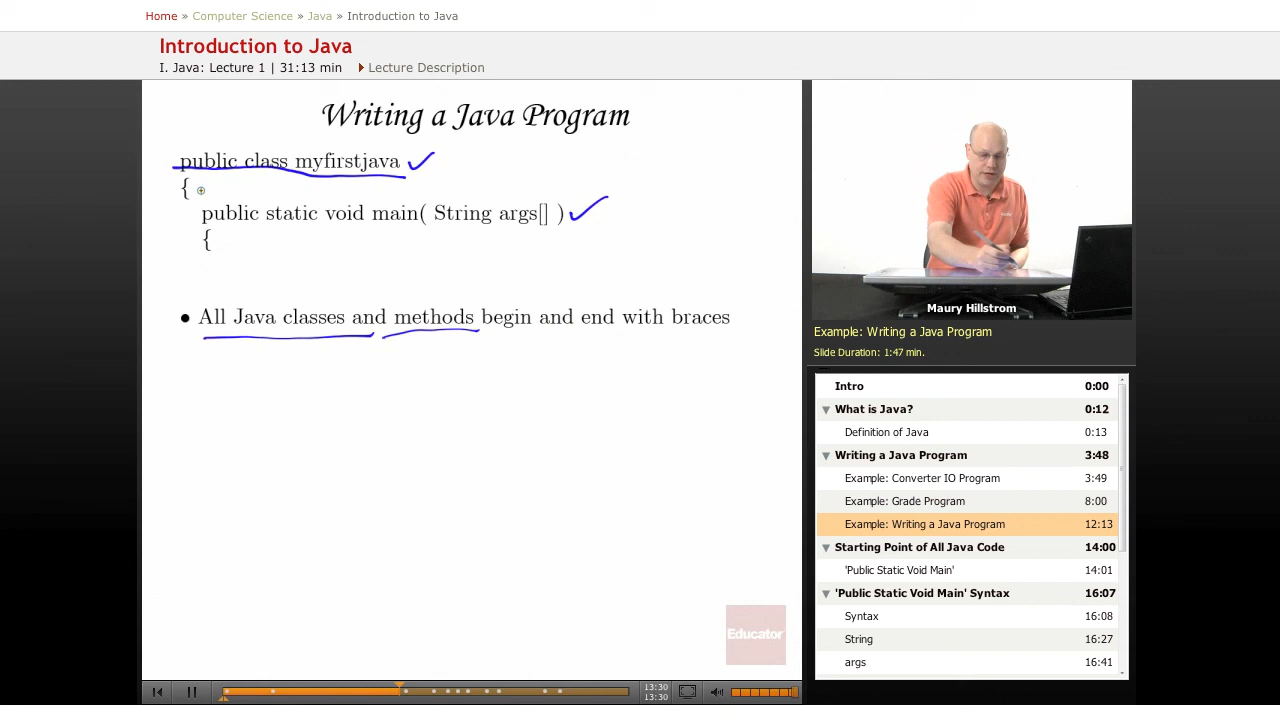 Home » Computer Science » Java » Introduction to Java
Introduction to Java
I. Java: Lecture 1 | 31:13 min Lecture Description
Writing a Java Program
public class myfirstjava
{
public static void main( String args[] )
{
• All Java classes and methods begin and end with braces
Educator
13:30
13:30
Maury Hillstrom
Example: Writing a Java Program
Slide Duration: 1:47 min.
Intro 0:00
What is Java? 0:12
Definition of Java 0:13
Writing a Java Program 3:48
Example: Converter IO Program 3:49
Example: Grade Program 8:00
Example: Writing a Java Program 12:13
Starting Point of All Java Code 14:00
'Public Static Void Main' 14:01
'Public Static Void Main' Syntax 16:07
Syntax 16:08
String 16:27
args 16:41